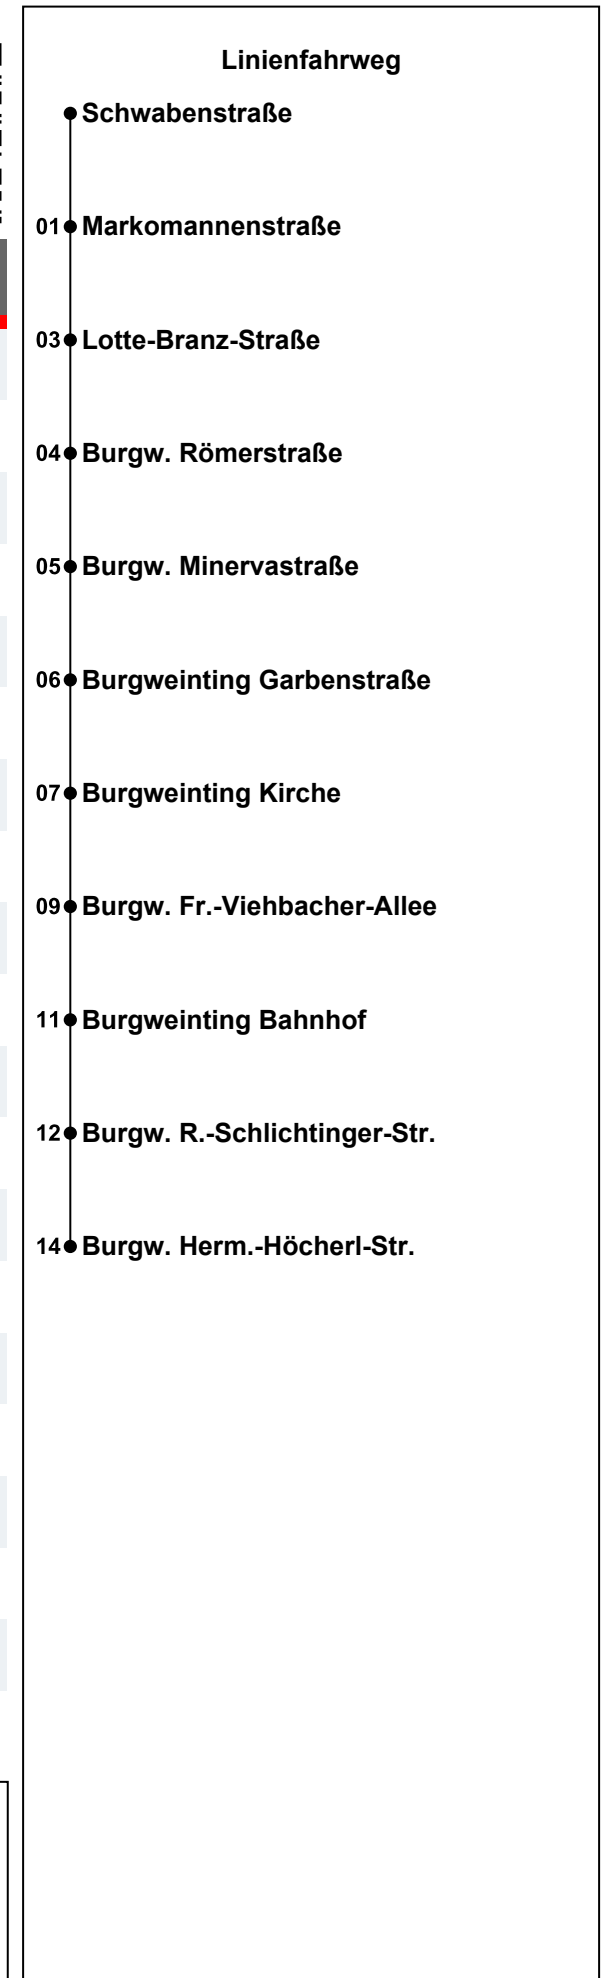 Linienfahrweg
Schwabenstraße
01 Markomannenstraße
03 Lotte-Branz-Straße
04 Burgw. Römerstraße
05 Burgw. Minervastraße
06 Burgweinting Garbenstraße
07 Burgweinting Kirche
09 Burgw. Fr.-Viehbacher-Allee
11 Burgweinting Bahnhof
12 Burgw. R.-Schlichtinger-Str.
14 Burgw. Herm.-Höcherl-Str.